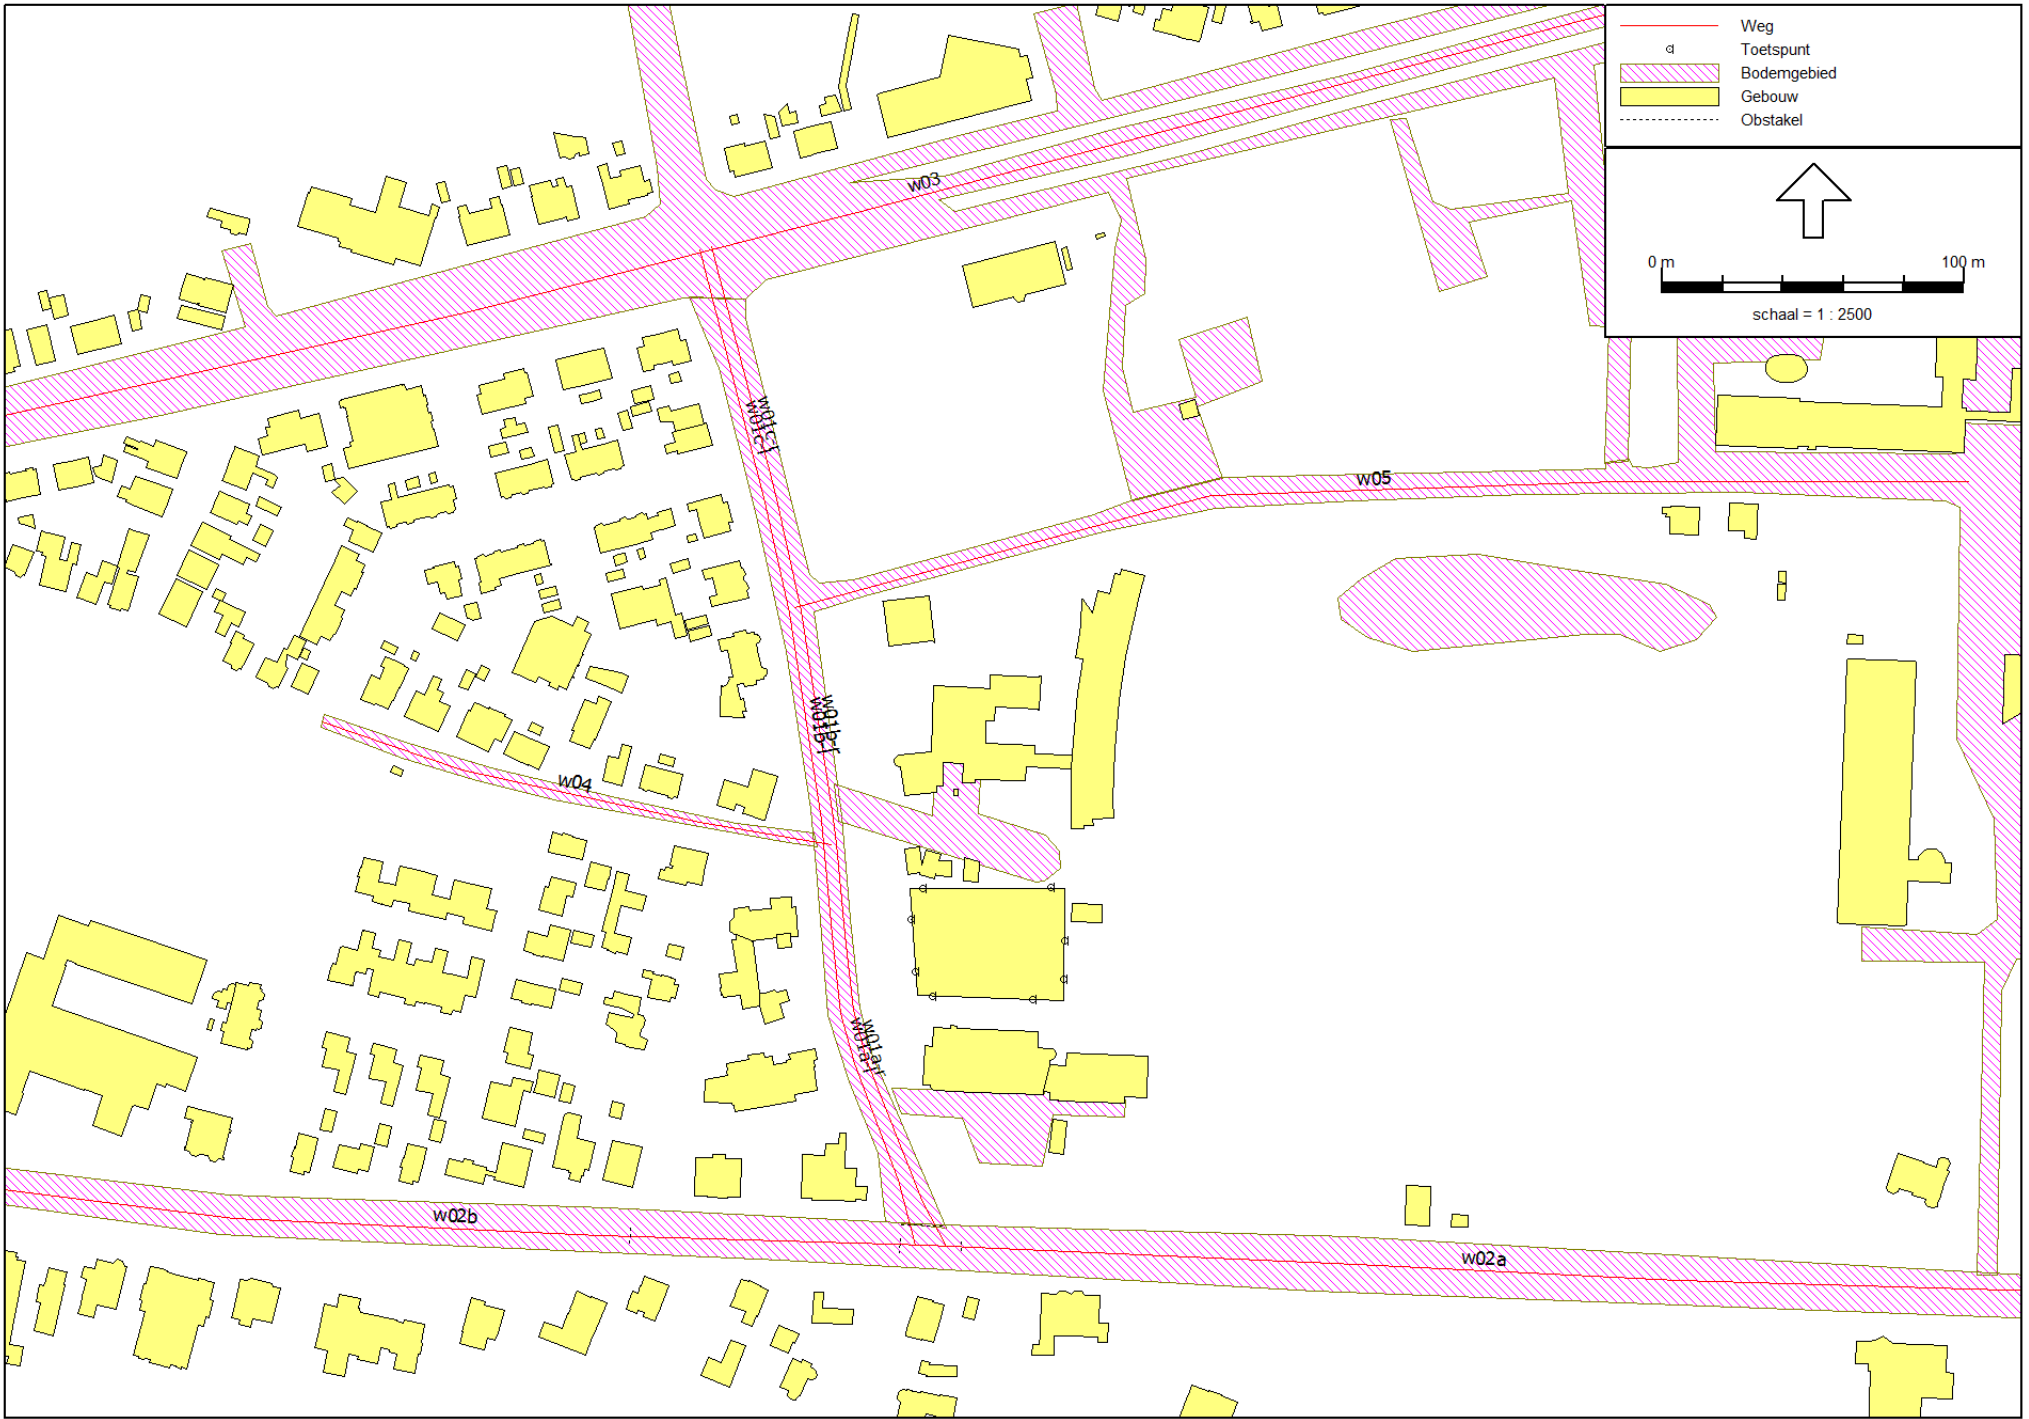 Weg
Toetspunt
Bodemgebied
Gebouw
Obstakel
w03
0 m
100 m
schaal = 1 : 2500
w01c-r
w01c-l
w05
w01b-r
w01b-l
w04
w01a-r
w01a-l
w02b
w02a